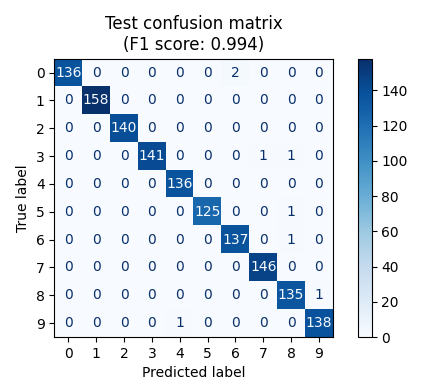 Test confusion matrix
(F1 score: 0.994)
0 136 0 0 0 0 0 2 0 0 0
1 0 158 0 0 0 0 0 0 0 0
2 0 0 140 0 0 0 0 0 0 0
3 0 0 0 141 0 0 0 1 1 0
4 0 0 0 0 136 0 0 0 0 0
5 0 0 0 0 0 125 0 0 1 0
6 0 0 0 0 0 0 137 0 1 0
7 0 0 0 0 0 0 0 146 0 0
8 0 0 0 0 0 0 0 0 135 1
9 0 0 0 0 1 0 0 0 0 138
0 1 2 3 4 5 6 7 8 9
Predicted label
True label
140
120
100
80
60
40
20
0